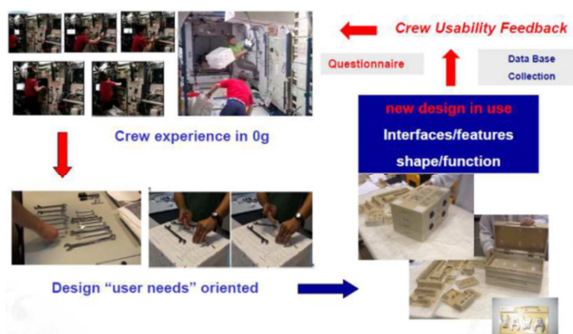 Crew Usability Feedback
Questionnaire
Data Base
Collection
new design in use
Interfaces/features
shape/function
Crew experience in 0g
Design "user needs" oriented